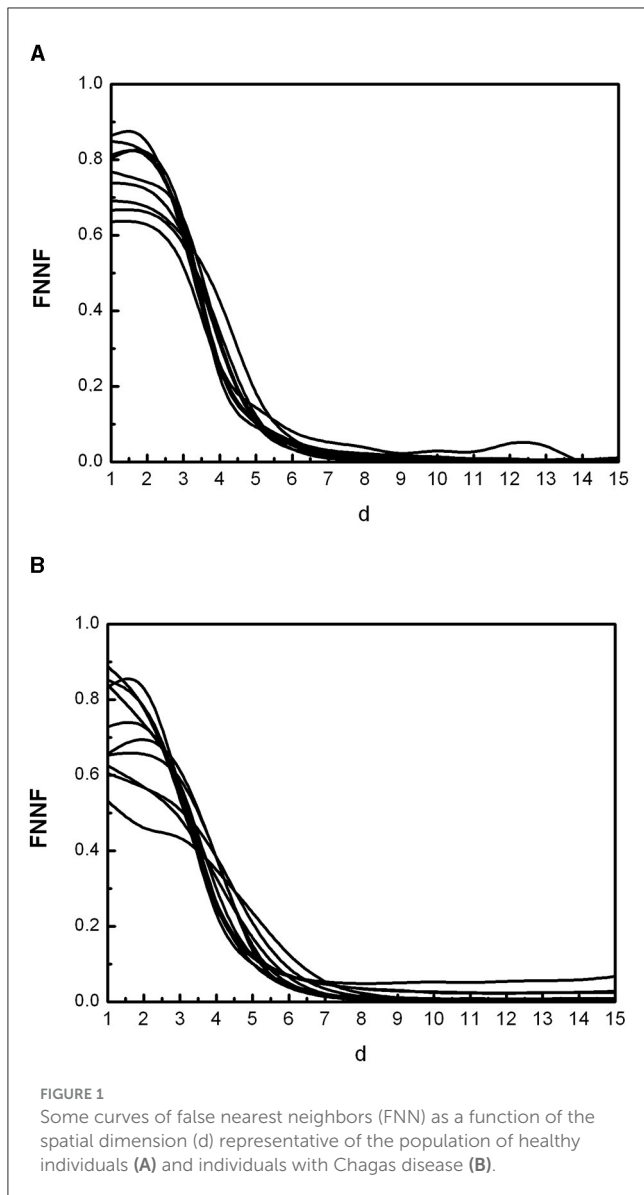 A
1.0
0.8
0.6
0.4
0.2
0.0
FNNF
1 2 3 4 5 6 7 8 9 10 11 12 13 14 15
d
B
1.0
0.8
0.6
0.4
0.2
0.0
FNNF
1 2 3 4 5 6 7 8 9 10 11 12 13 14 15
d
FIGURE 1
Some curves of false nearest neighbors (FNN) as a function of the
spatial dimension (d) representative of the population of healthy
individuals (A) and individuals with Chagas disease (B).